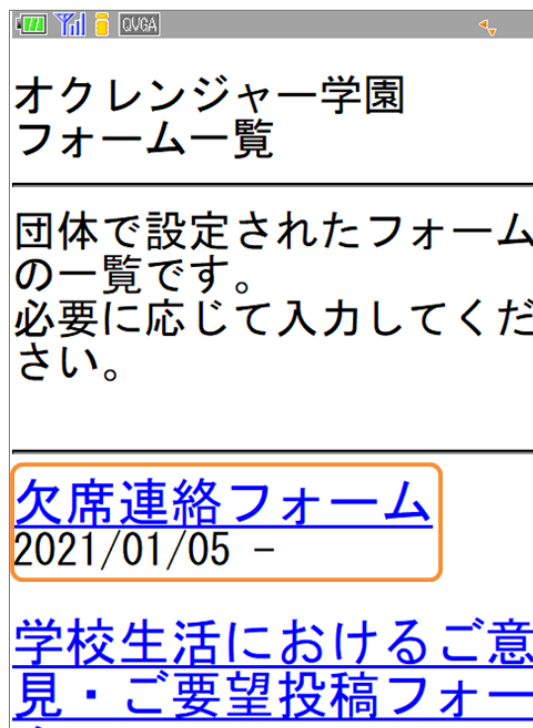 QVGA
オクレンジャー学園
フォーム一覧
団体で設定されたフォーム
の一覧です。
必要に応じて入力してくだ
さい。
欠席連絡フォーム
2021/01/05 -
学校生活におけるご意
見・ご要望投稿フォー